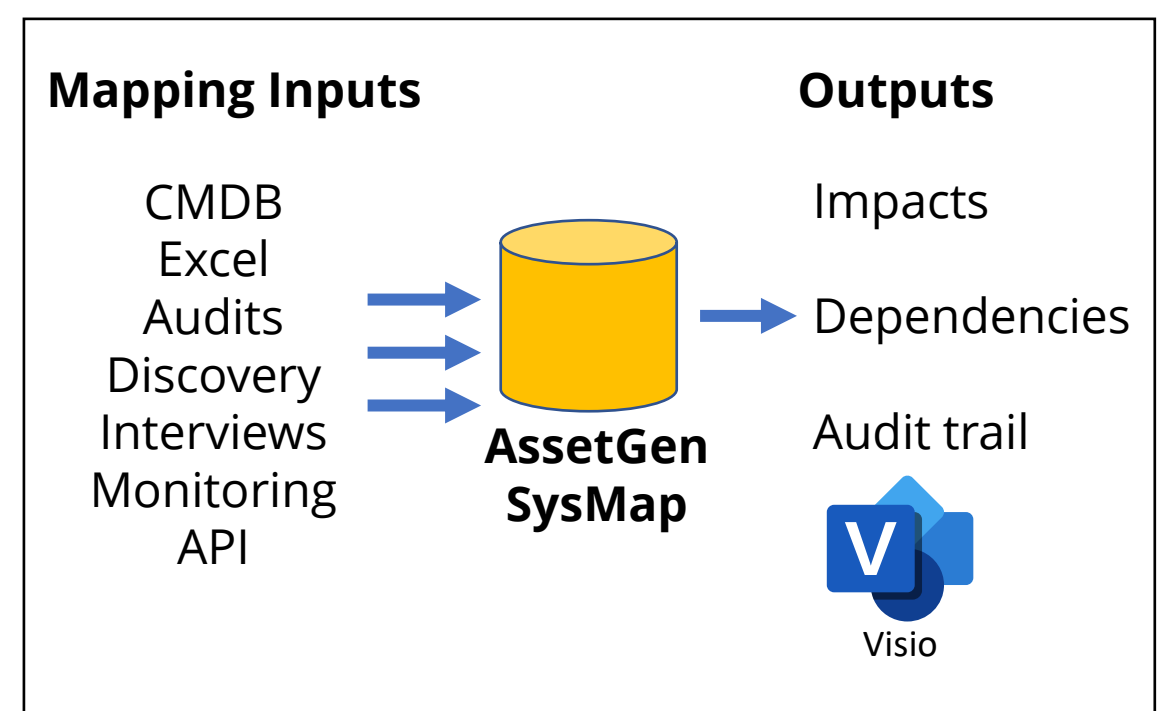 Mapping Inputs
Outputs
CMDB
Excel
Audits
Discovery
Interviews
Monitoring
API
AssetGen
SysMap
Impacts
Dependencies
Audit trail
V
Visio